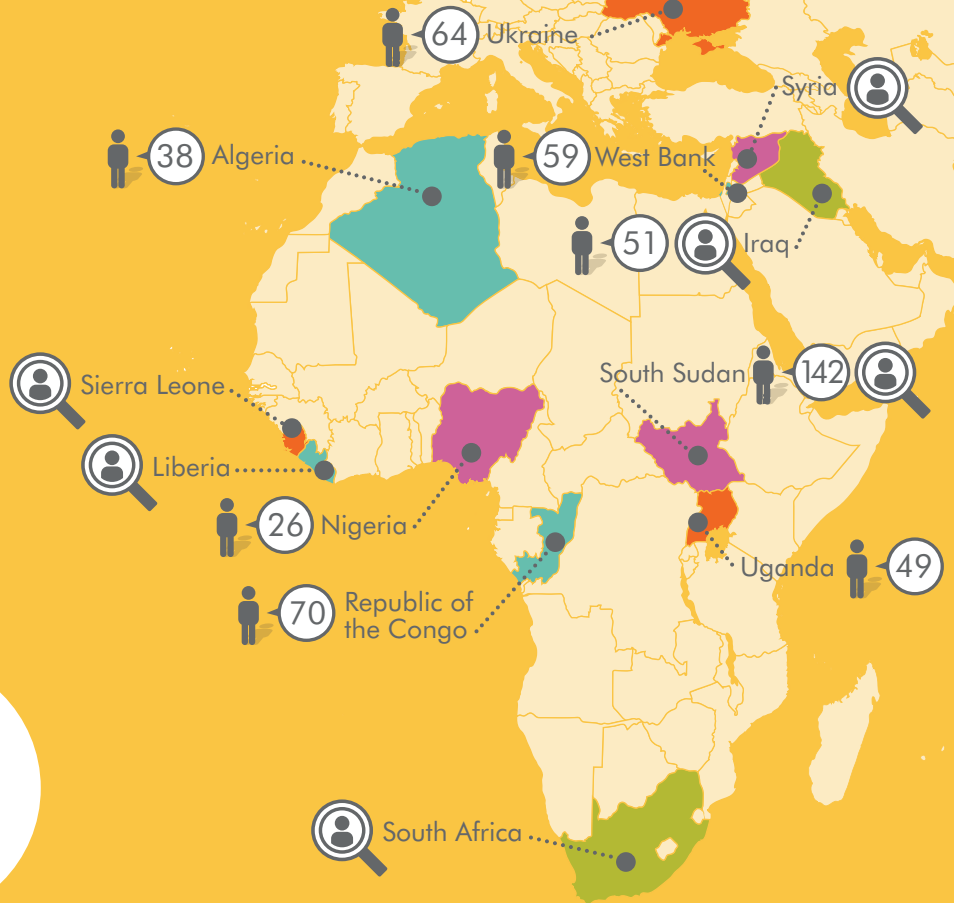 64 Ukraine
Syria
38 Algeria
59 West Bank
51 Iraq
Sierra Leone
South Sudan 142
Liberia
26 Nigeria
Uganda 49
70 Republic of
the Congo
South Africa